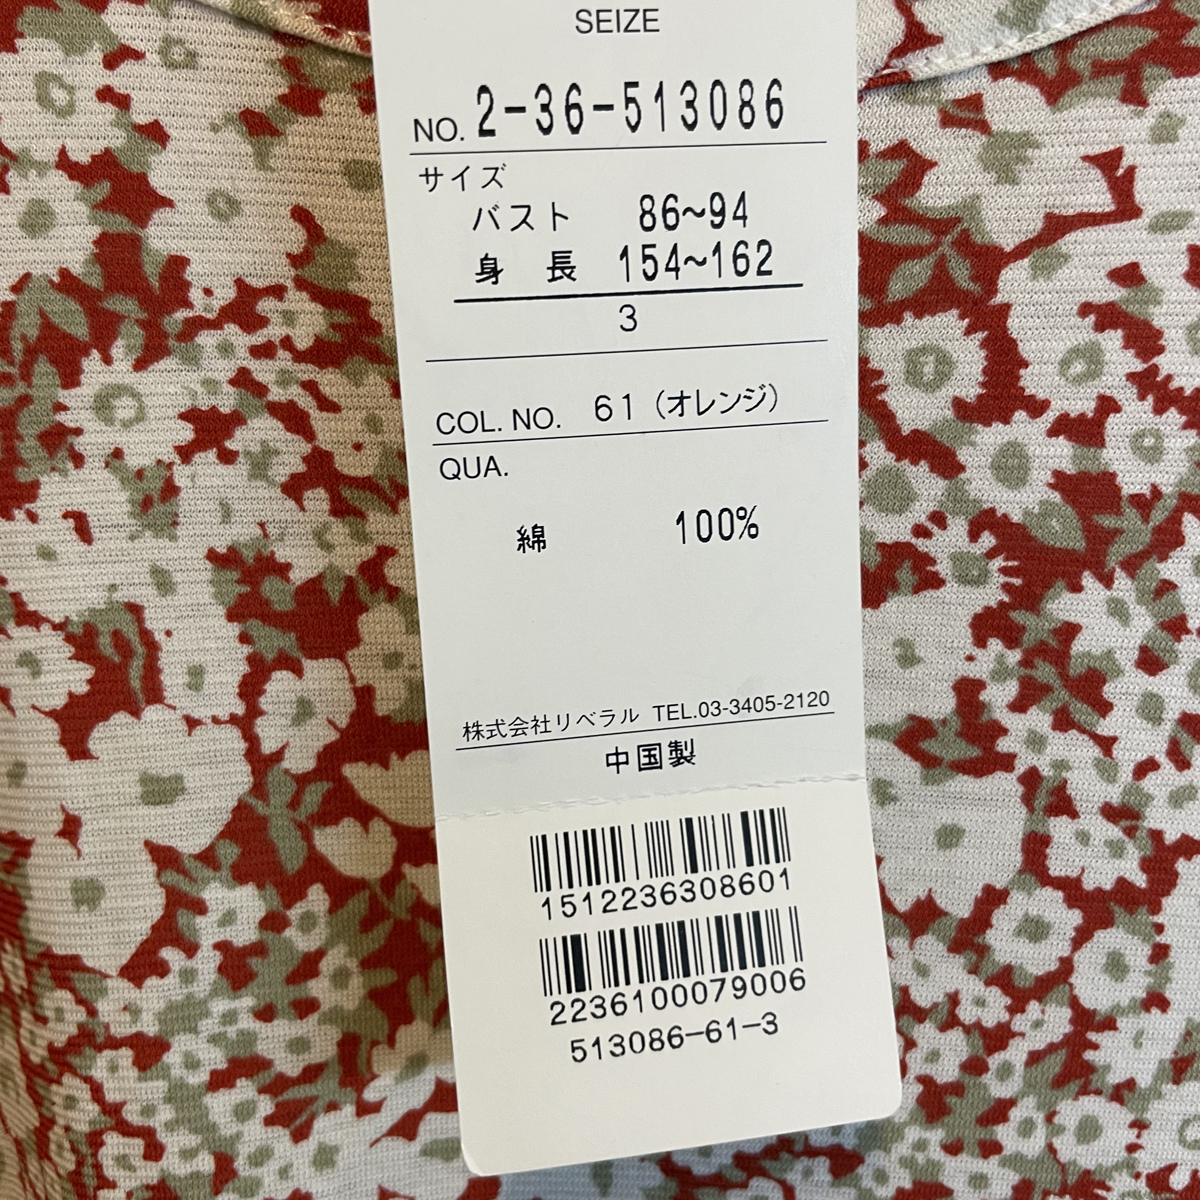 SEIZE
NO. 2-36-513086
サイズ
バスト 86~94
身 長 154~162
3
COL. NO. 61 (オレンジ)
QUA.
綿 100%
株式会社リベラル TEL.03-3405-2120
中国製
1512236308601
2236100079006
513086-61-3